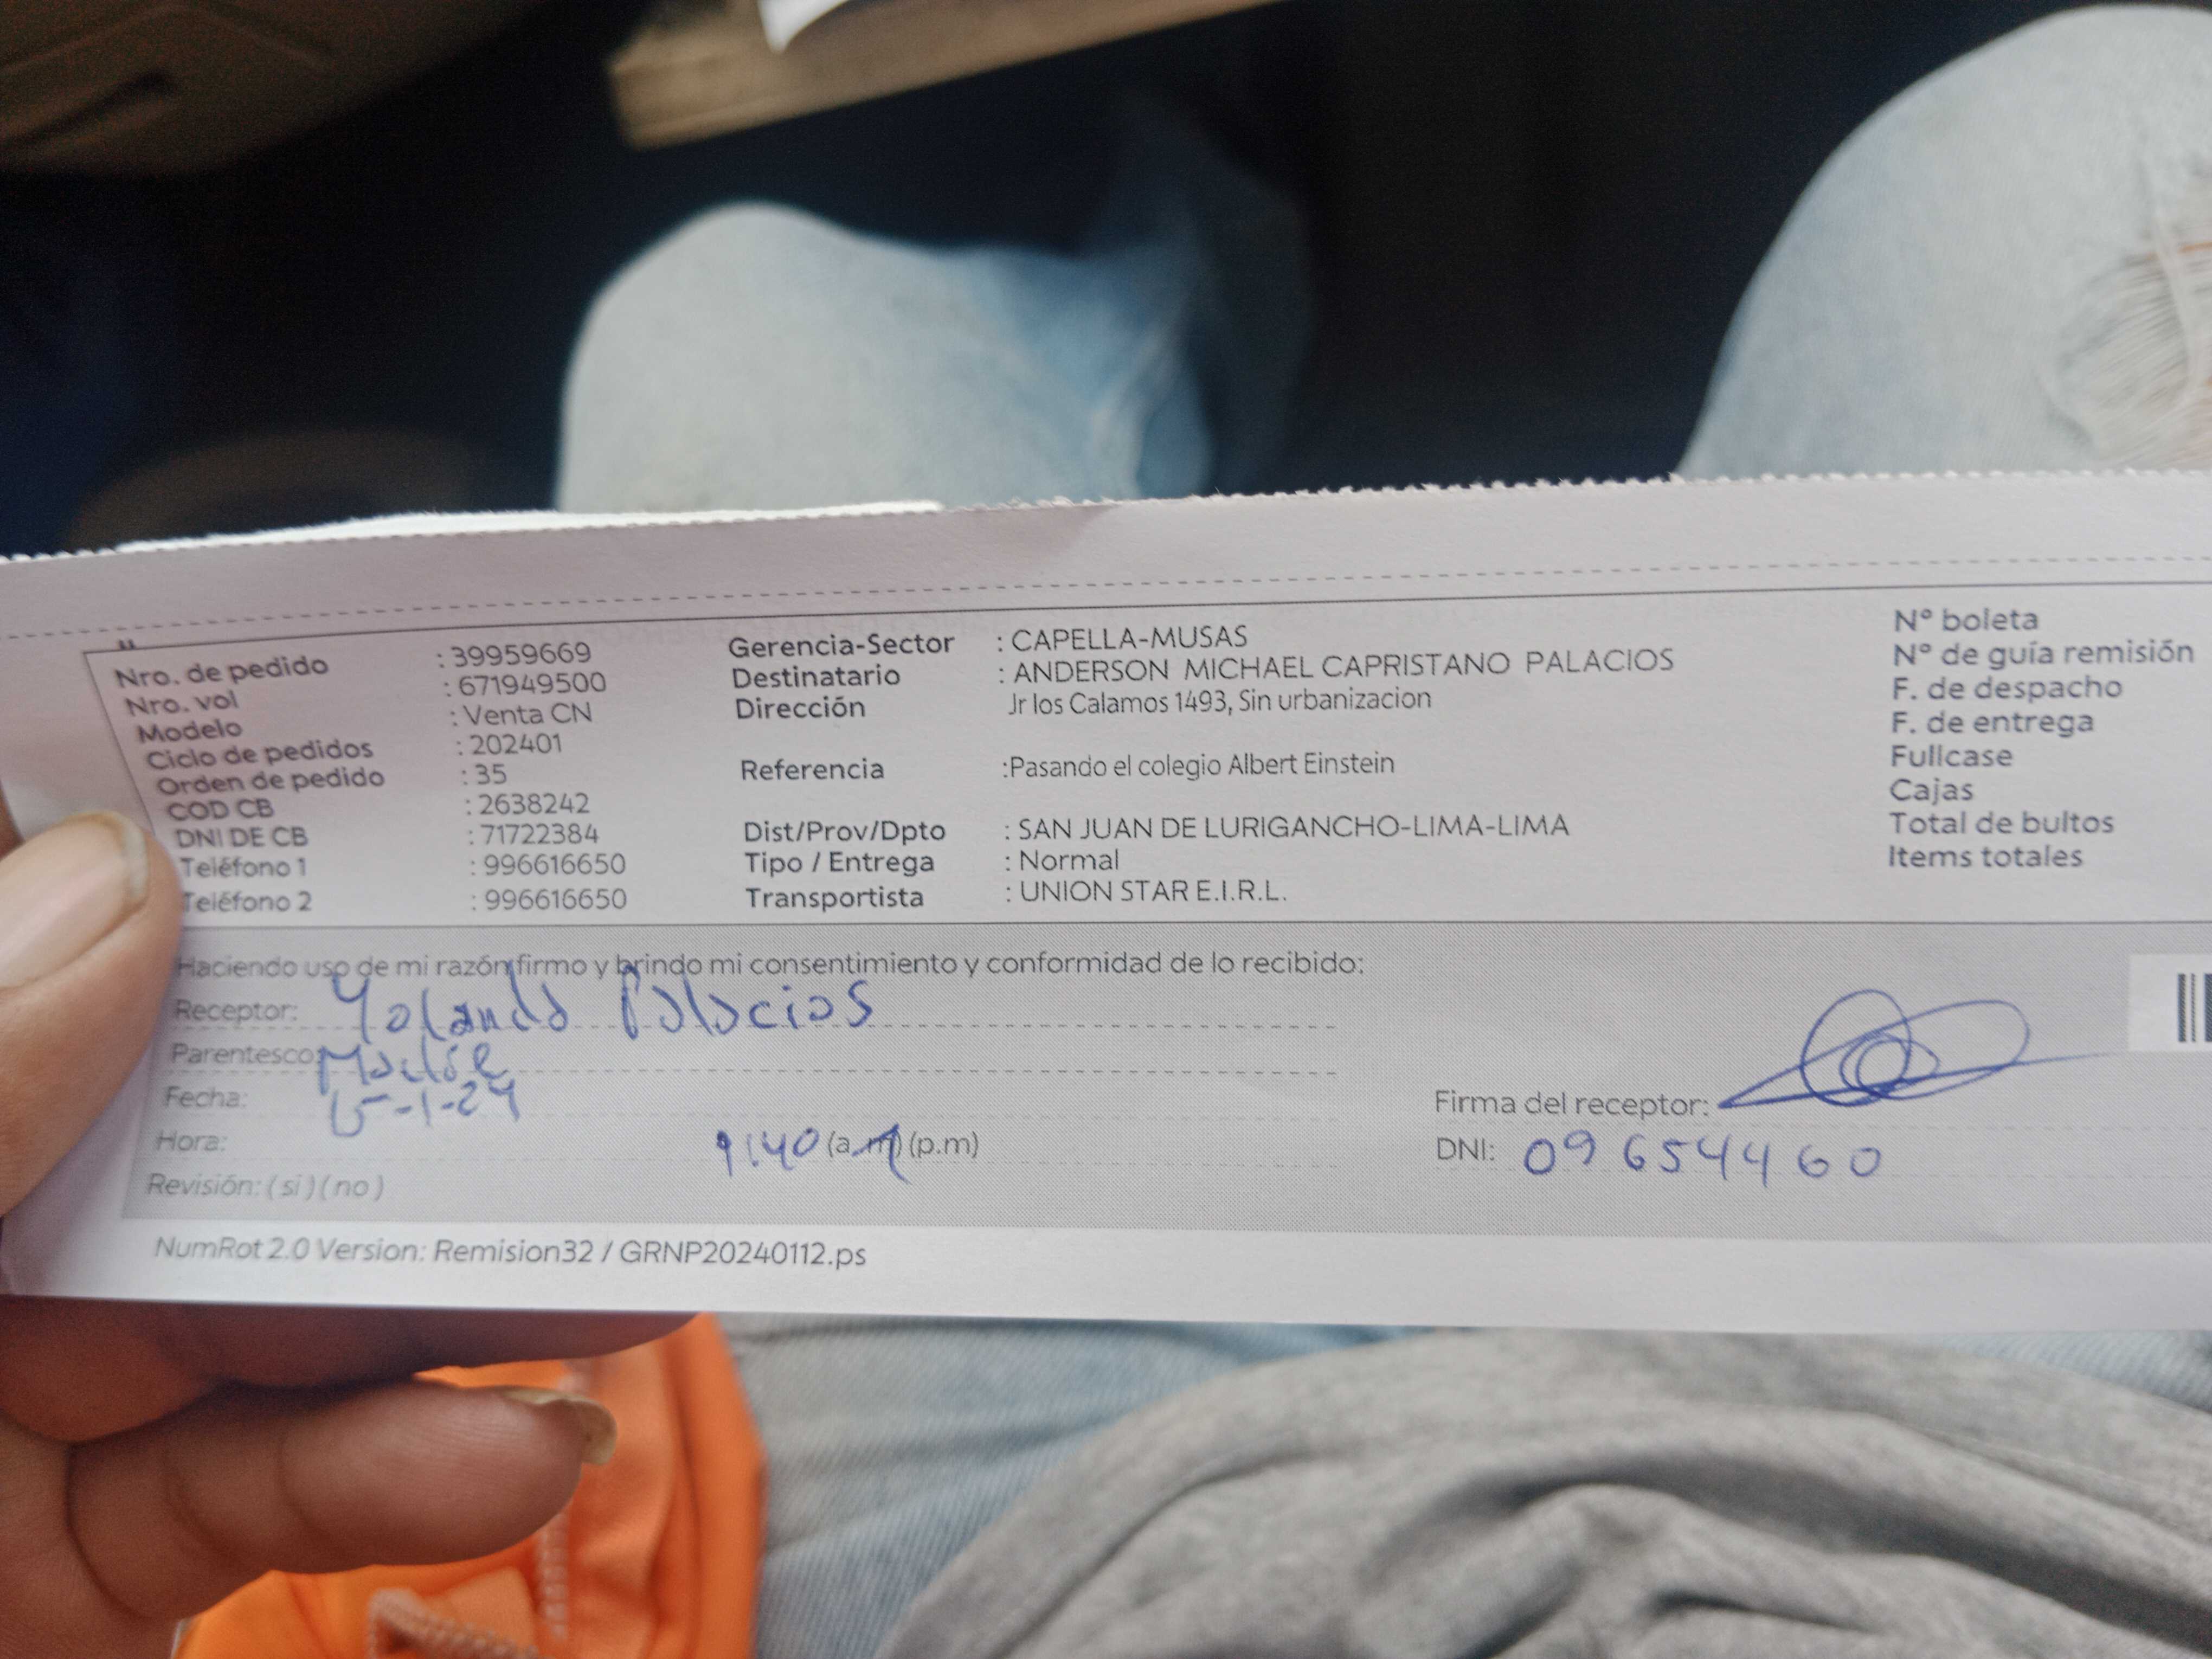 Nro. de pedido : 39959669
Nro. vol : 671949500
Modelo : Venta CN
Ciclo de pedidos : 202401
Orden de pedido : 35
COD CB : 2638242
DNI DE CB : 71722384
Teléfono 1 : 996616650
Teléfono 2 : 996616650
Gerencia-Sector : CAPELLA-MUSAS
Destinatario : ANDERSON MICHAEL CAPRISTANO PALACIOS
Dirección Jr los Calamos 1493, Sin urbanizacion
Referencia :Pasando el colegio Albert Einstein
Dist/Prov/Dpto : SAN JUAN DE LURIGANCHO-LIMA-LIMA
Tipo / Entrega : Normal
Transportista : UNION STAR E.I.R.L.
Nº boleta
Nº de guía remisión
F. de despacho
F. de entrega
Fullcase
Cajas
Total de bultos
Items totales
Haciendo uso de mi razón firmo y brindo mi consentimiento y conformidad de lo recibido:
Receptor: Yolanda Palacios
Parentesco: Madre
Fecha: 15-1-24
Hora: 9:40 (a.m) (p.m)
Revisión: ( si ) ( no )
Firma del receptor:
DNI: 09654460
NumRot 2.0 Version: Remision32 / GRNP20240112.ps